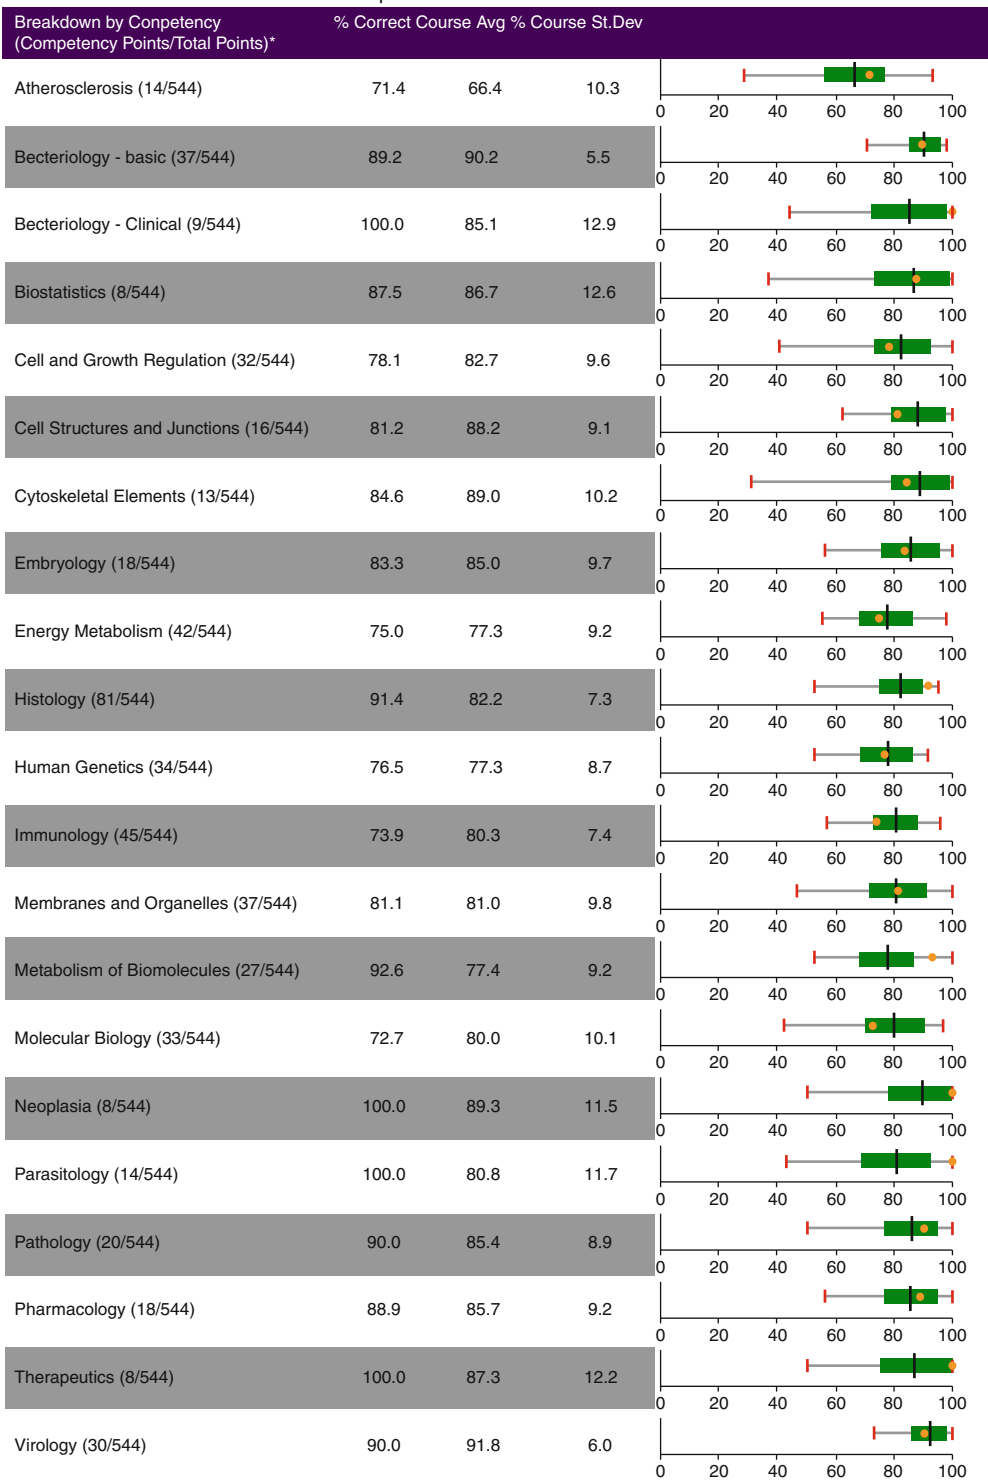 Breakdown by Conpetency % Correct Course Avg % Course St.Dev
(Competency Points/Total Points)*
Atherosclerosis (14/544) 71.4 66.4 10.3
0 20 40 60 80 100
Becteriology - basic (37/544) 89.2 90.2 5.5
0 20 40 60 80 100
Becteriology - Clinical (9/544) 100.0 85.1 12.9
0 20 40 60 80 100
Biostatistics (8/544) 87.5 86.7 12.6
0 20 40 60 80 100
Cell and Growth Regulation (32/544) 78.1 82.7 9.6
0 20 40 60 80 100
Cell Structures and Junctions (16/544) 81.2 88.2 9.1
0 20 40 60 80 100
Cytoskeletal Elements (13/544) 84.6 89.0 10.2
0 20 40 60 80 100
Embryology (18/544) 83.3 85.0 9.7
0 20 40 60 80 100
Energy Metabolism (42/544) 75.0 77.3 9.2
0 20 40 60 80 100
Histology (81/544) 91.4 82.2 7.3
0 20 40 60 80 100
Human Genetics (34/544) 76.5 77.3 8.7
0 20 40 60 80 100
Immunology (45/544) 73.9 80.3 7.4
0 20 40 60 80 100
Membranes and Organelles (37/544) 81.1 81.0 9.8
0 20 40 60 80 100
Metabolism of Biomolecules (27/544) 92.6 77.4 9.2
0 20 40 60 80 100
Molecular Biology (33/544) 72.7 80.0 10.1
0 20 40 60 80 100
Neoplasia (8/544) 100.0 89.3 11.5
0 20 40 60 80 100
Parasitology (14/544) 100.0 80.8 11.7
0 20 40 60 80 100
Pathology (20/544) 90.0 85.4 8.9
0 20 40 60 80 100
Pharmacology (18/544) 88.9 85.7 9.2
0 20 40 60 80 100
Therapeutics (8/544) 100.0 87.3 12.2
0 20 40 60 80 100
Virology (30/544) 90.0 91.8 6.0
0 20 40 60 80 100